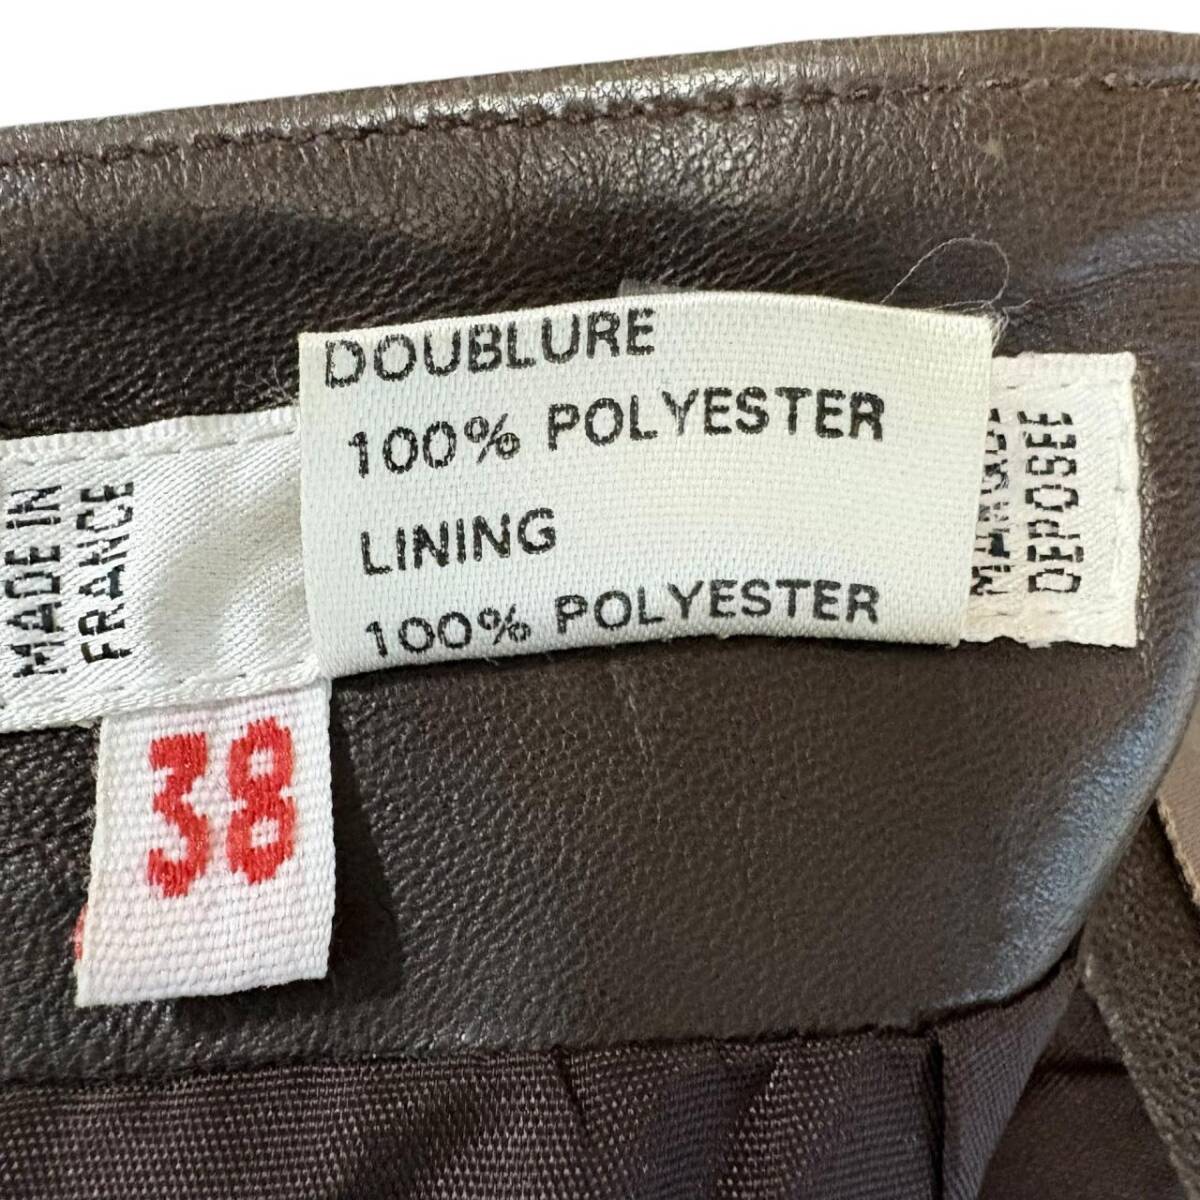 DOUBLURE
100% POLYESTER
LINING
100% POLYESTER
MADE IN
FRANCE
MARQUE
DEPOSEE
38